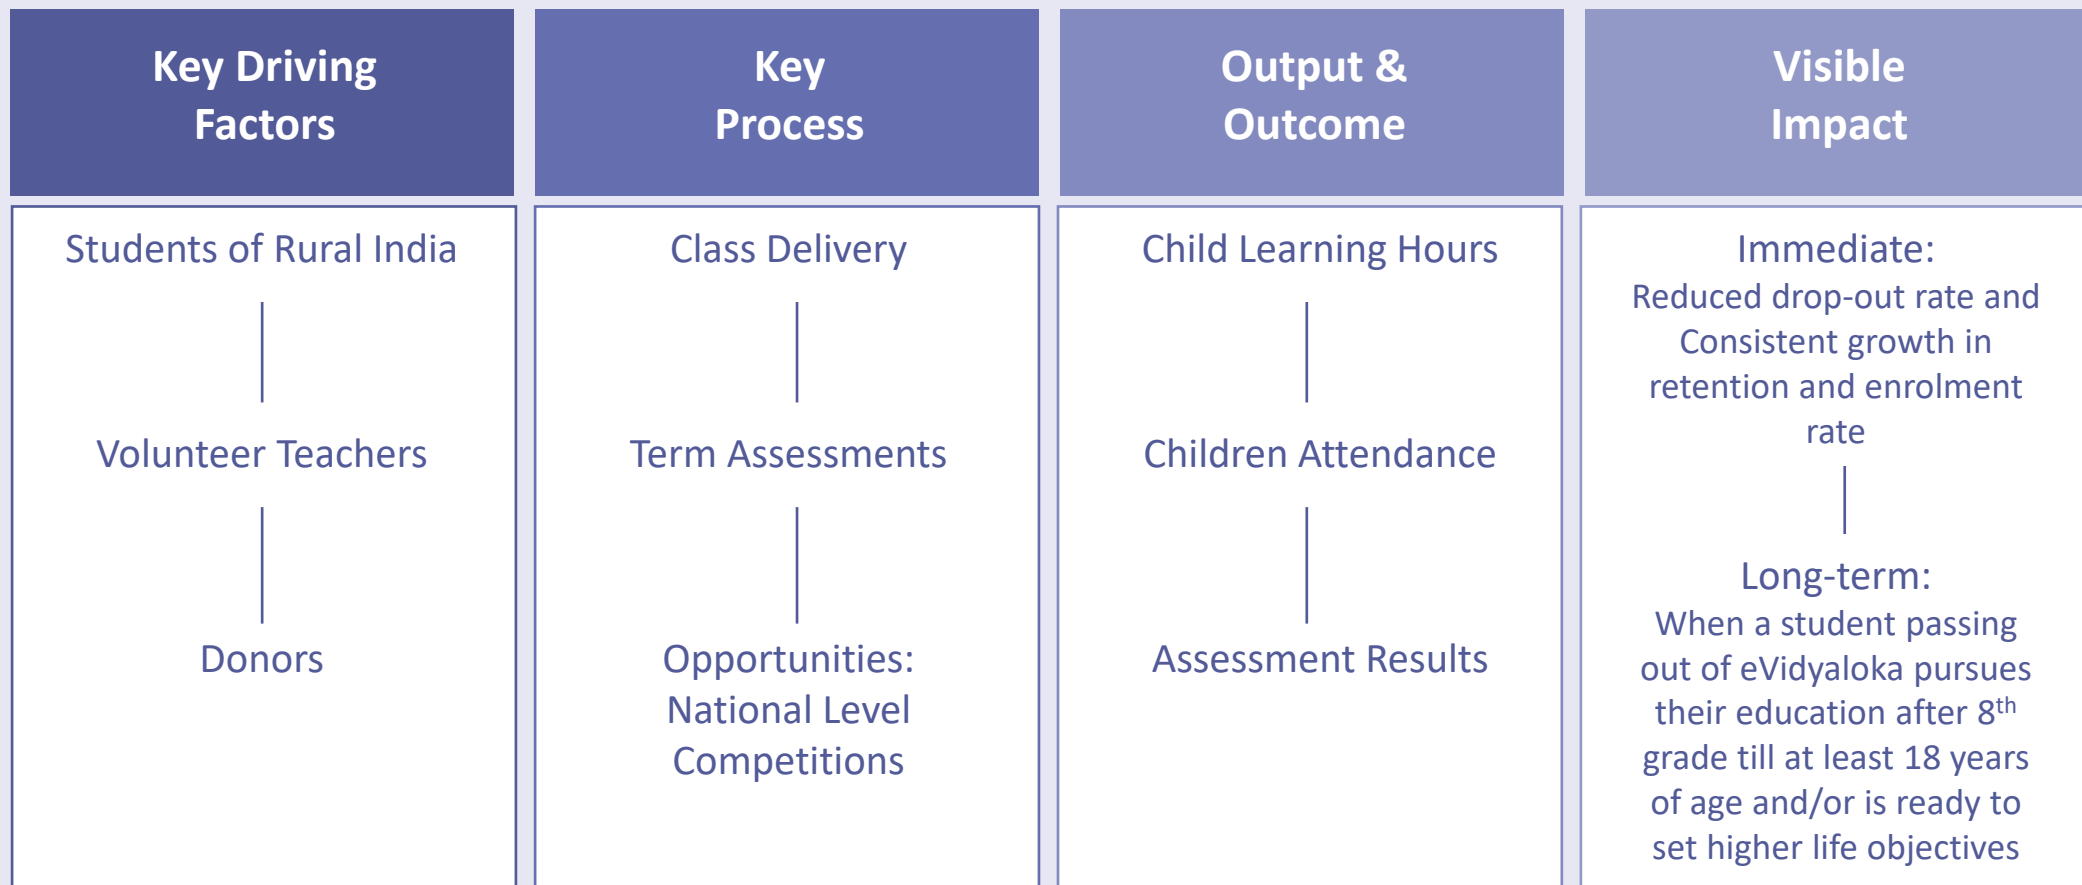 Key Driving
Factors
Students of Rural India
Volunteer Teachers
Donors
Key
Process
Class Delivery
Term Assessments
Opportunities:
National Level
Competitions
Output &
Outcome
Child Learning Hours
Children Attendance
Assessment Results
Visible
Impact
Immediate:
Reduced drop-out rate and
Consistent growth in
retention and enrolment
rate
Long-term:
When a student passing
out of eVidyaloka pursues
their education after 8th
grade till at least 18 years
of age and/or is ready to
set higher life objectives